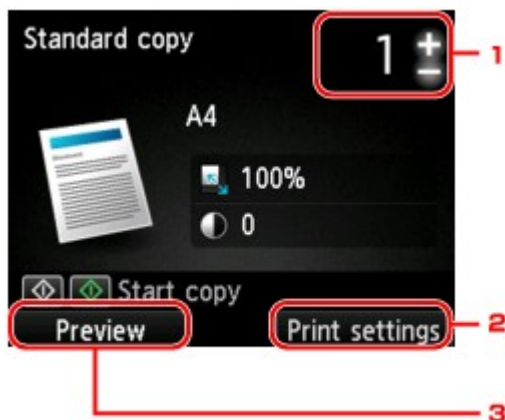 Standard copy
1 + −
1
A4
100%
0
Start copy
Preview
Print settings
2
3